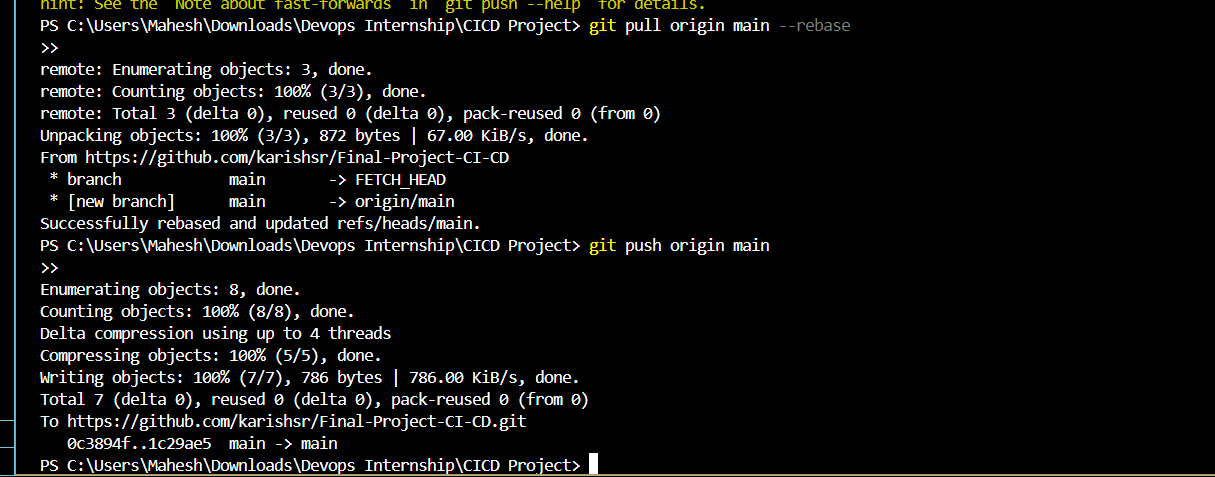 hint: See the 'Note about fast-forwards' in 'git push --help' for details.
PS C:\Users\Mahesh\Downloads\Devops Internship\CICD Project> git pull origin main --rebase
>>
remote: Enumerating objects: 3, done.
remote: Counting objects: 100% (3/3), done.
remote: Total 3 (delta 0), reused 0 (delta 0), pack-reused 0 (from 0)
Unpacking objects: 100% (3/3), 872 bytes | 67.00 KiB/s, done.
From https://github.com/karishsr/Final-Project-CI-CD
 * branch            main       -> FETCH_HEAD
 * [new branch]      main       -> origin/main
Successfully rebased and updated refs/heads/main.
PS C:\Users\Mahesh\Downloads\Devops Internship\CICD Project> git push origin main
>>
Enumerating objects: 8, done.
Counting objects: 100% (8/8), done.
Delta compression using up to 4 threads
Compressing objects: 100% (5/5), done.
Writing objects: 100% (7/7), 786 bytes | 786.00 KiB/s, done.
Total 7 (delta 0), reused 0 (delta 0), pack-reused 0 (from 0)
To https://github.com/karishsr/Final-Project-CI-CD.git
   0c3894f..1c29ae5  main -> main
PS C:\Users\Mahesh\Downloads\Devops Internship\CICD Project>